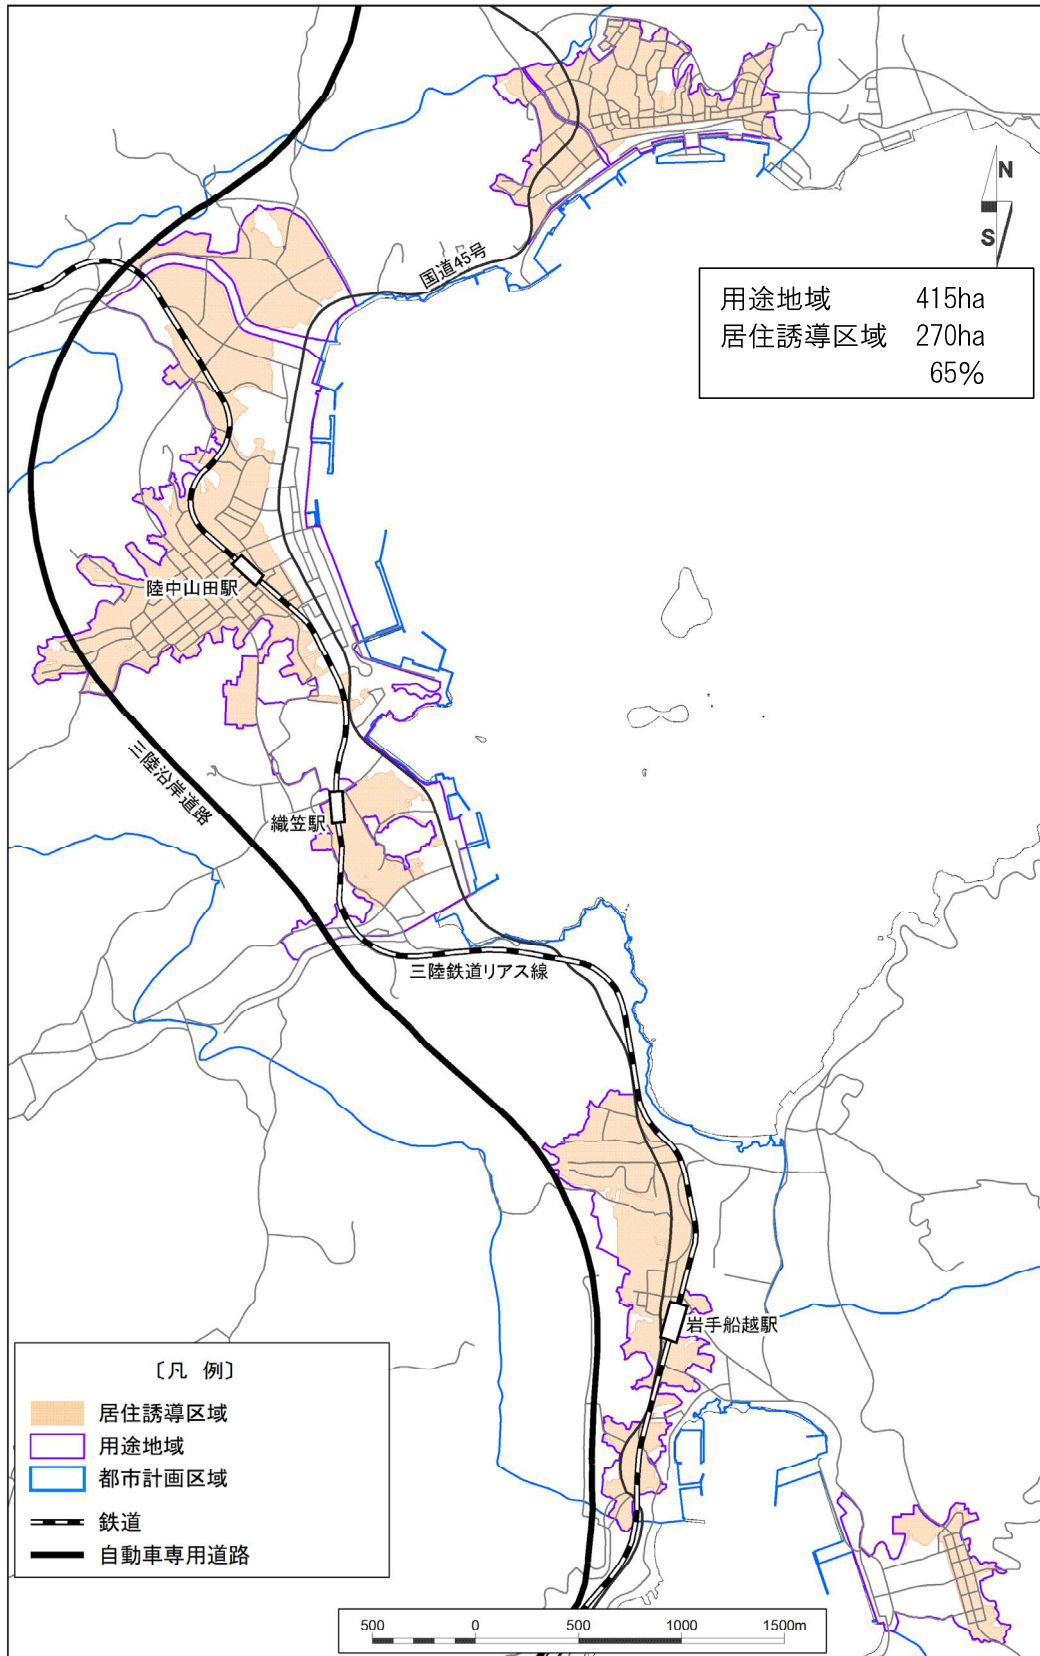 国道45号
N
S
用途地域 415ha
居住誘導区域 270ha
65%
陸中山田駅
三陸沿岸道路
織笠駅
三陸鉄道リアス線
岩手船越駅
〔凡 例〕
居住誘導区域
用途地域
都市計画区域
鉄道
自動車専用道路
500 0 500 1000 1500m